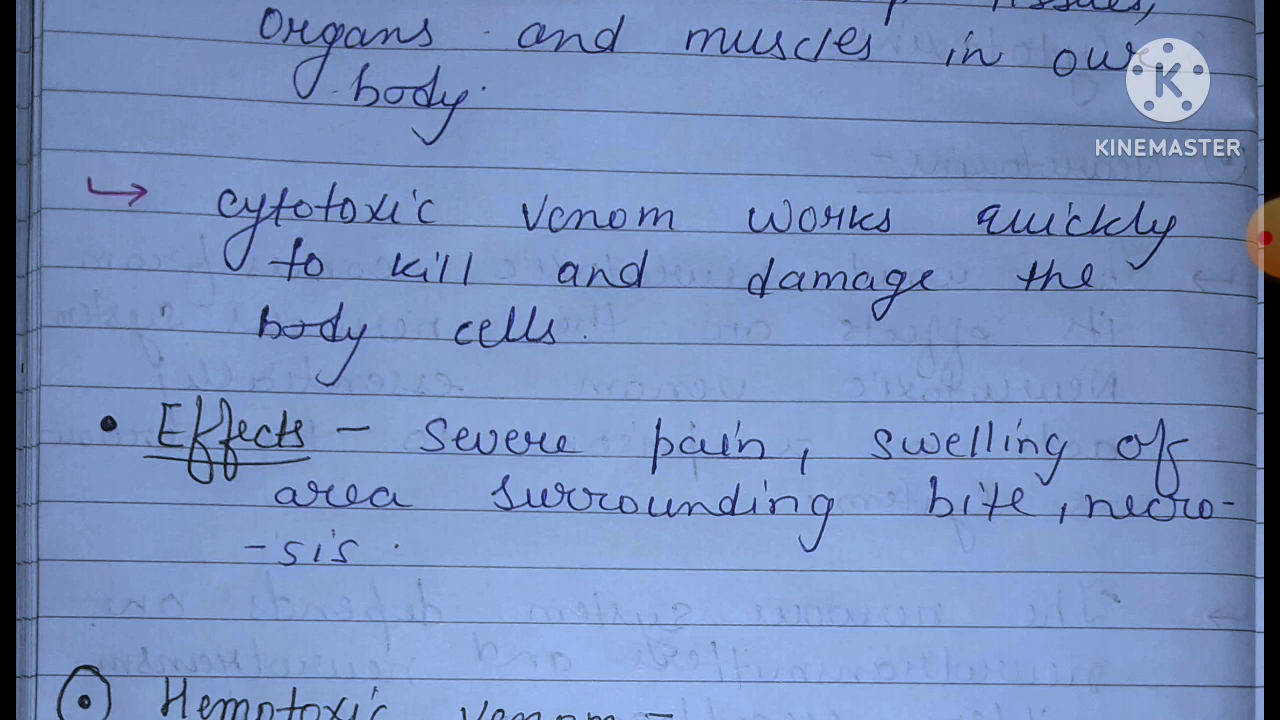 tissues,
organs and muscles in our
body.
KINEMASTER
↳ cytotoxic venom works quickly
to kill and damage the
body cells.
• Effects - severe pain, swelling of
area surrounding bite, necro-
-sis.
⊙ Hemotoxic venom =